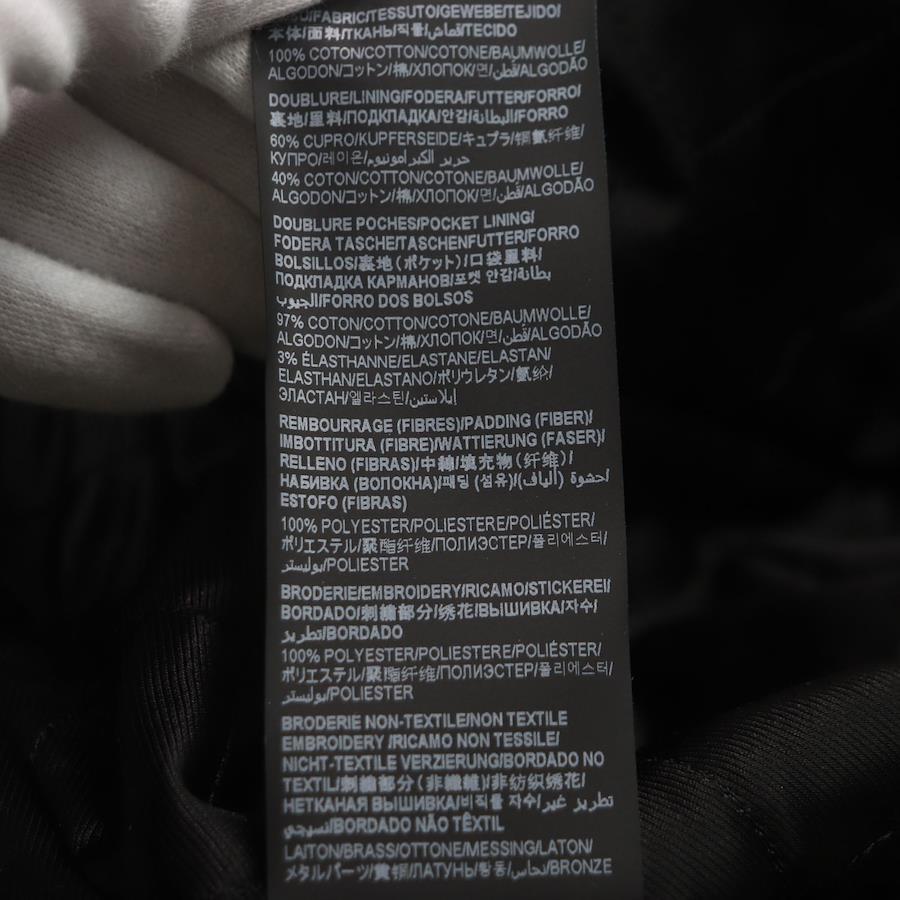 /FABRIC/TESSUTO/GEWEBE/TEJIDO/
本体/面料/ТКАНЬ/직물/قماش/TECIDO
100% COTON/COTTON/COTONE/BAUMWOLLE/
ALGODON/コットン/棉/ХЛОПОК/면/قطن/ALGODÃO
DOUBLURE/LINING/FODERA/FUTTER/FORRO/
裏地/里料/ПОДКЛАДКА/안감/البطانة/FORRO
60% CUPRO/KUPFERSEIDE/キュプラ/铜氨纤维/
КУПРО/레이온/حرير الكبرامونيوم
40% COTON/COTTON/COTONE/BAUMWOLLE/
ALGODON/コットン/棉/ХЛОПОК/면/قطن/ALGODÃO
DOUBLURE POCHES/POCKET LINING/
FODERA TASCHE/TASCHENFUTTER/FORRO
BOLSILLOS/裏地(ポケット)/口袋里料/
ПОДКЛАДКА КАРМАНОВ/포켓 안감/بطانة
الجيوب/FORRO DOS BOLSOS
97% COTON/COTTON/COTONE/BAUMWOLLE/
ALGODON/コットン/棉/ХЛОПОК/면/قطن/ALGODÃO
3% ÉLASTHANNE/ELASTANE/ELASTAN/
ELASTHAN/ELASTANO/ポリウレタン/氨纶/
ЭЛАСТАН/엘라스틴/إيلاستين
REMBOURRAGE (FIBRES)/PADDING (FIBER)/
IMBOTTITURA (FIBRE)/WATTIERUNG (FASER)/
RELLENO (FIBRAS)/中綿/填充物(纤维)/
НАБИВКА (ВОЛОКНА)/패딩 (섬유)/حشوة (ألياف)/
ESTOFO (FIBRAS)
100% POLYESTER/POLIESTERE/POLIÉSTER/
ポリエステル/聚酯纤维/ПОЛИЭСТЕР/폴리에스터/
بوليستر/POLIESTER
BRODERIE/EMBROIDERY/RICAMO/STICKEREI/
BORDADO/刺繍部分/绣花/ВЫШИВКА/자수/
تطريز/BORDADO
100% POLYESTER/POLIESTERE/POLIÉSTER/
ポリエステル/聚酯纤维/ПОЛИЭСТЕР/폴리에스터/
بوليستر/POLIESTER
BRODERIE NON-TEXTILE/NON TEXTILE
EMBROIDERY /RICAMO NON TESSILE/
NICHT-TEXTILE VERZIERUNG/BORDADO NO
TEXTIL/刺繍部分(非繊維)/非纺织绣花/
НЕТКАНАЯ ВЫШИВКА/비직물 자수/تطريز غير
نسيجي/BORDADO NÃO TÊXTIL
LAITON/BRASS/OTTONE/MESSING/LATON/
メタルパーツ/黄铜/ЛАТУНЬ/황동/نحاس/BRONZE